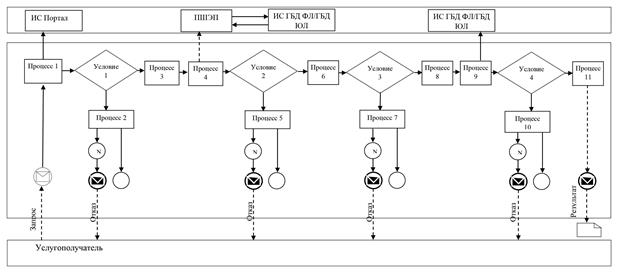 ИС Портал
ПШЭП
ИС ГБД ФЛ/ГБД
ЮЛ
ИС ГБД ФЛ/ГБД
ЮЛ
Процесс 1
Условие
1
Процесс
3
Процесс
4
Условие
2
Процесс
6
Условие
3
Процесс
8
Процесс
9
Условие
4
Процесс
11
Процесс 2
Процесс 5
Процесс 7
Процесс
10
N
N
N
N
Запрос
Отказ
Отказ
Отказ
Отказ
Результат
Услугополучатель